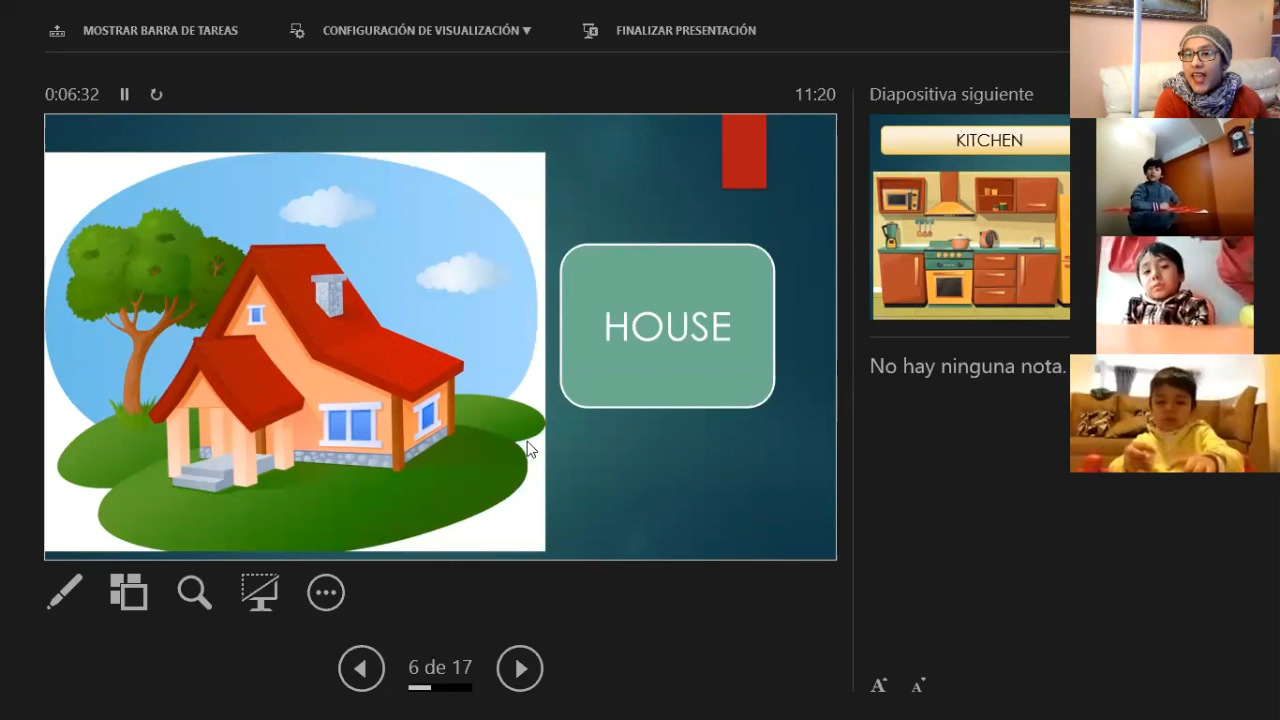 MOSTRAR BARRA DE TAREAS
CONFIGURACIÓN DE VISUALIZACIÓN ▼
FINALIZAR PRESENTACIÓN
0:06:32
11:20
Diapositiva siguiente
HOUSE
KITCHEN
No hay ninguna nota.
6 de 17
A
A